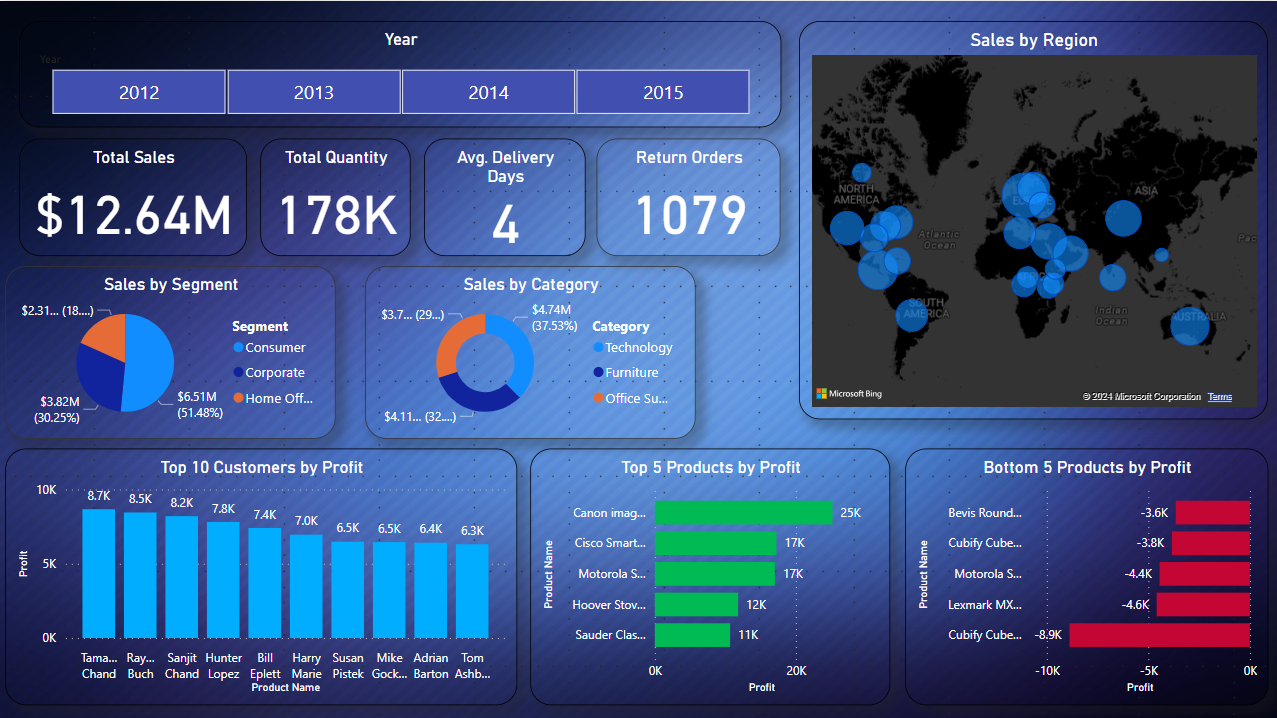 Year
Year
2012
2013
2014
2015
Total Sales
$12.64M
Total Quantity
178K
Avg. Delivery
Days
4
Return Orders
1079
Sales by Region
NORTH
AMERICA
EUROPE
ASIA
Atlantic
Ocean
Pac
AFRICA
SOUTH
AMERICA
Indian
Ocean
AUSTRALIA
Microsoft Bing
© 2024 Microsoft Corporation Terms
Sales by Segment
$2.31... (18....)
$3.82M
(30.25%)
$6.51M
(51.48%)
Segment
Consumer
Corporate
Home Off...
Sales by Category
$3.7... (29...)
$4.74M
(37.53%)
$4.11... (32....)
Category
Technology
Furniture
Office Su...
Top 10 Customers by Profit
Profit
10K
5K
0K
8.7K
8.5K
8.2K
7.8K
7.4K
7.0K
6.5K
6.5K
6.4K
6.3K
Tama...
Chand
Ray...
Buch
Sanjit
Chand
Hunter
Lopez
Bill
Eplett
Harry
Marie
Susan
Pistek
Mike
Gock...
Adrian
Barton
Tom
Ashb...
Product Name
Top 5 Products by Profit
Product Name
Canon imag...
25K
Cisco Smart...
17K
Motorola S...
17K
Hoover Stov...
12K
Sauder Clas...
11K
0K
20K
Profit
Bottom 5 Products by Profit
Product Name
Bevis Round...
-3.6K
Cubify Cube...
-3.8K
Motorola S...
-4.4K
Lexmark MX...
-4.6K
Cubify Cube...
-8.9K
-10K
-5K
0K
Profit